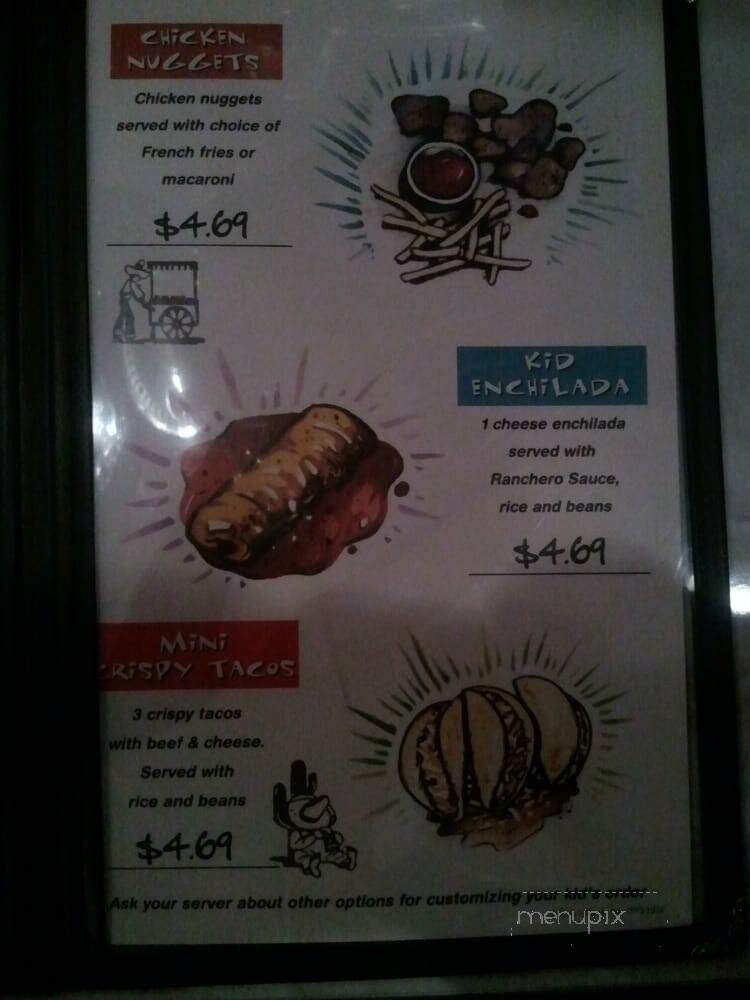 CHICKEN
NUGGETS
Chicken nuggets
served with choice of
French fries or
macaroni
$4.69
KID
ENCHILADA
1 cheese enchilada
served with
Ranchero Sauce,
rice and beans
$4.69
MINI
CRISPY TACOS
3 crispy tacos
with beef & cheese.
Served with
rice and beans
$4.69
Ask your server about other options for customizing your kid's order
menupix